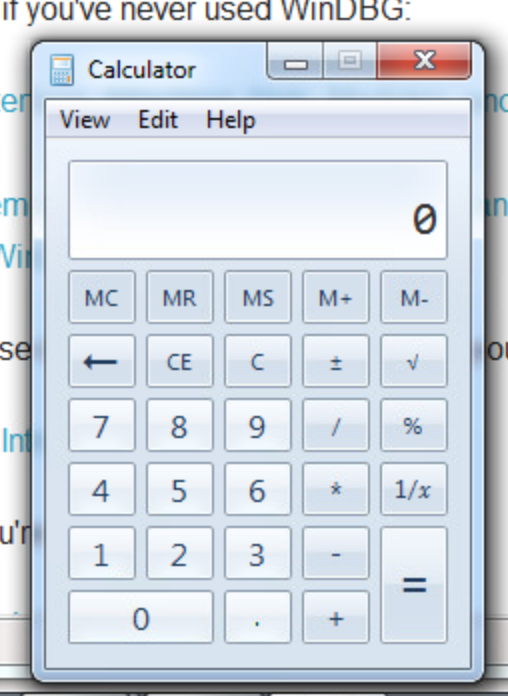 if you've never used WinDBG:
Calculator
View Edit Help
0
MC MR MS M+ M-
← CE C ± √
7 8 9 / %
4 5 6 * 1/x
1 2 3 - =
0 . +